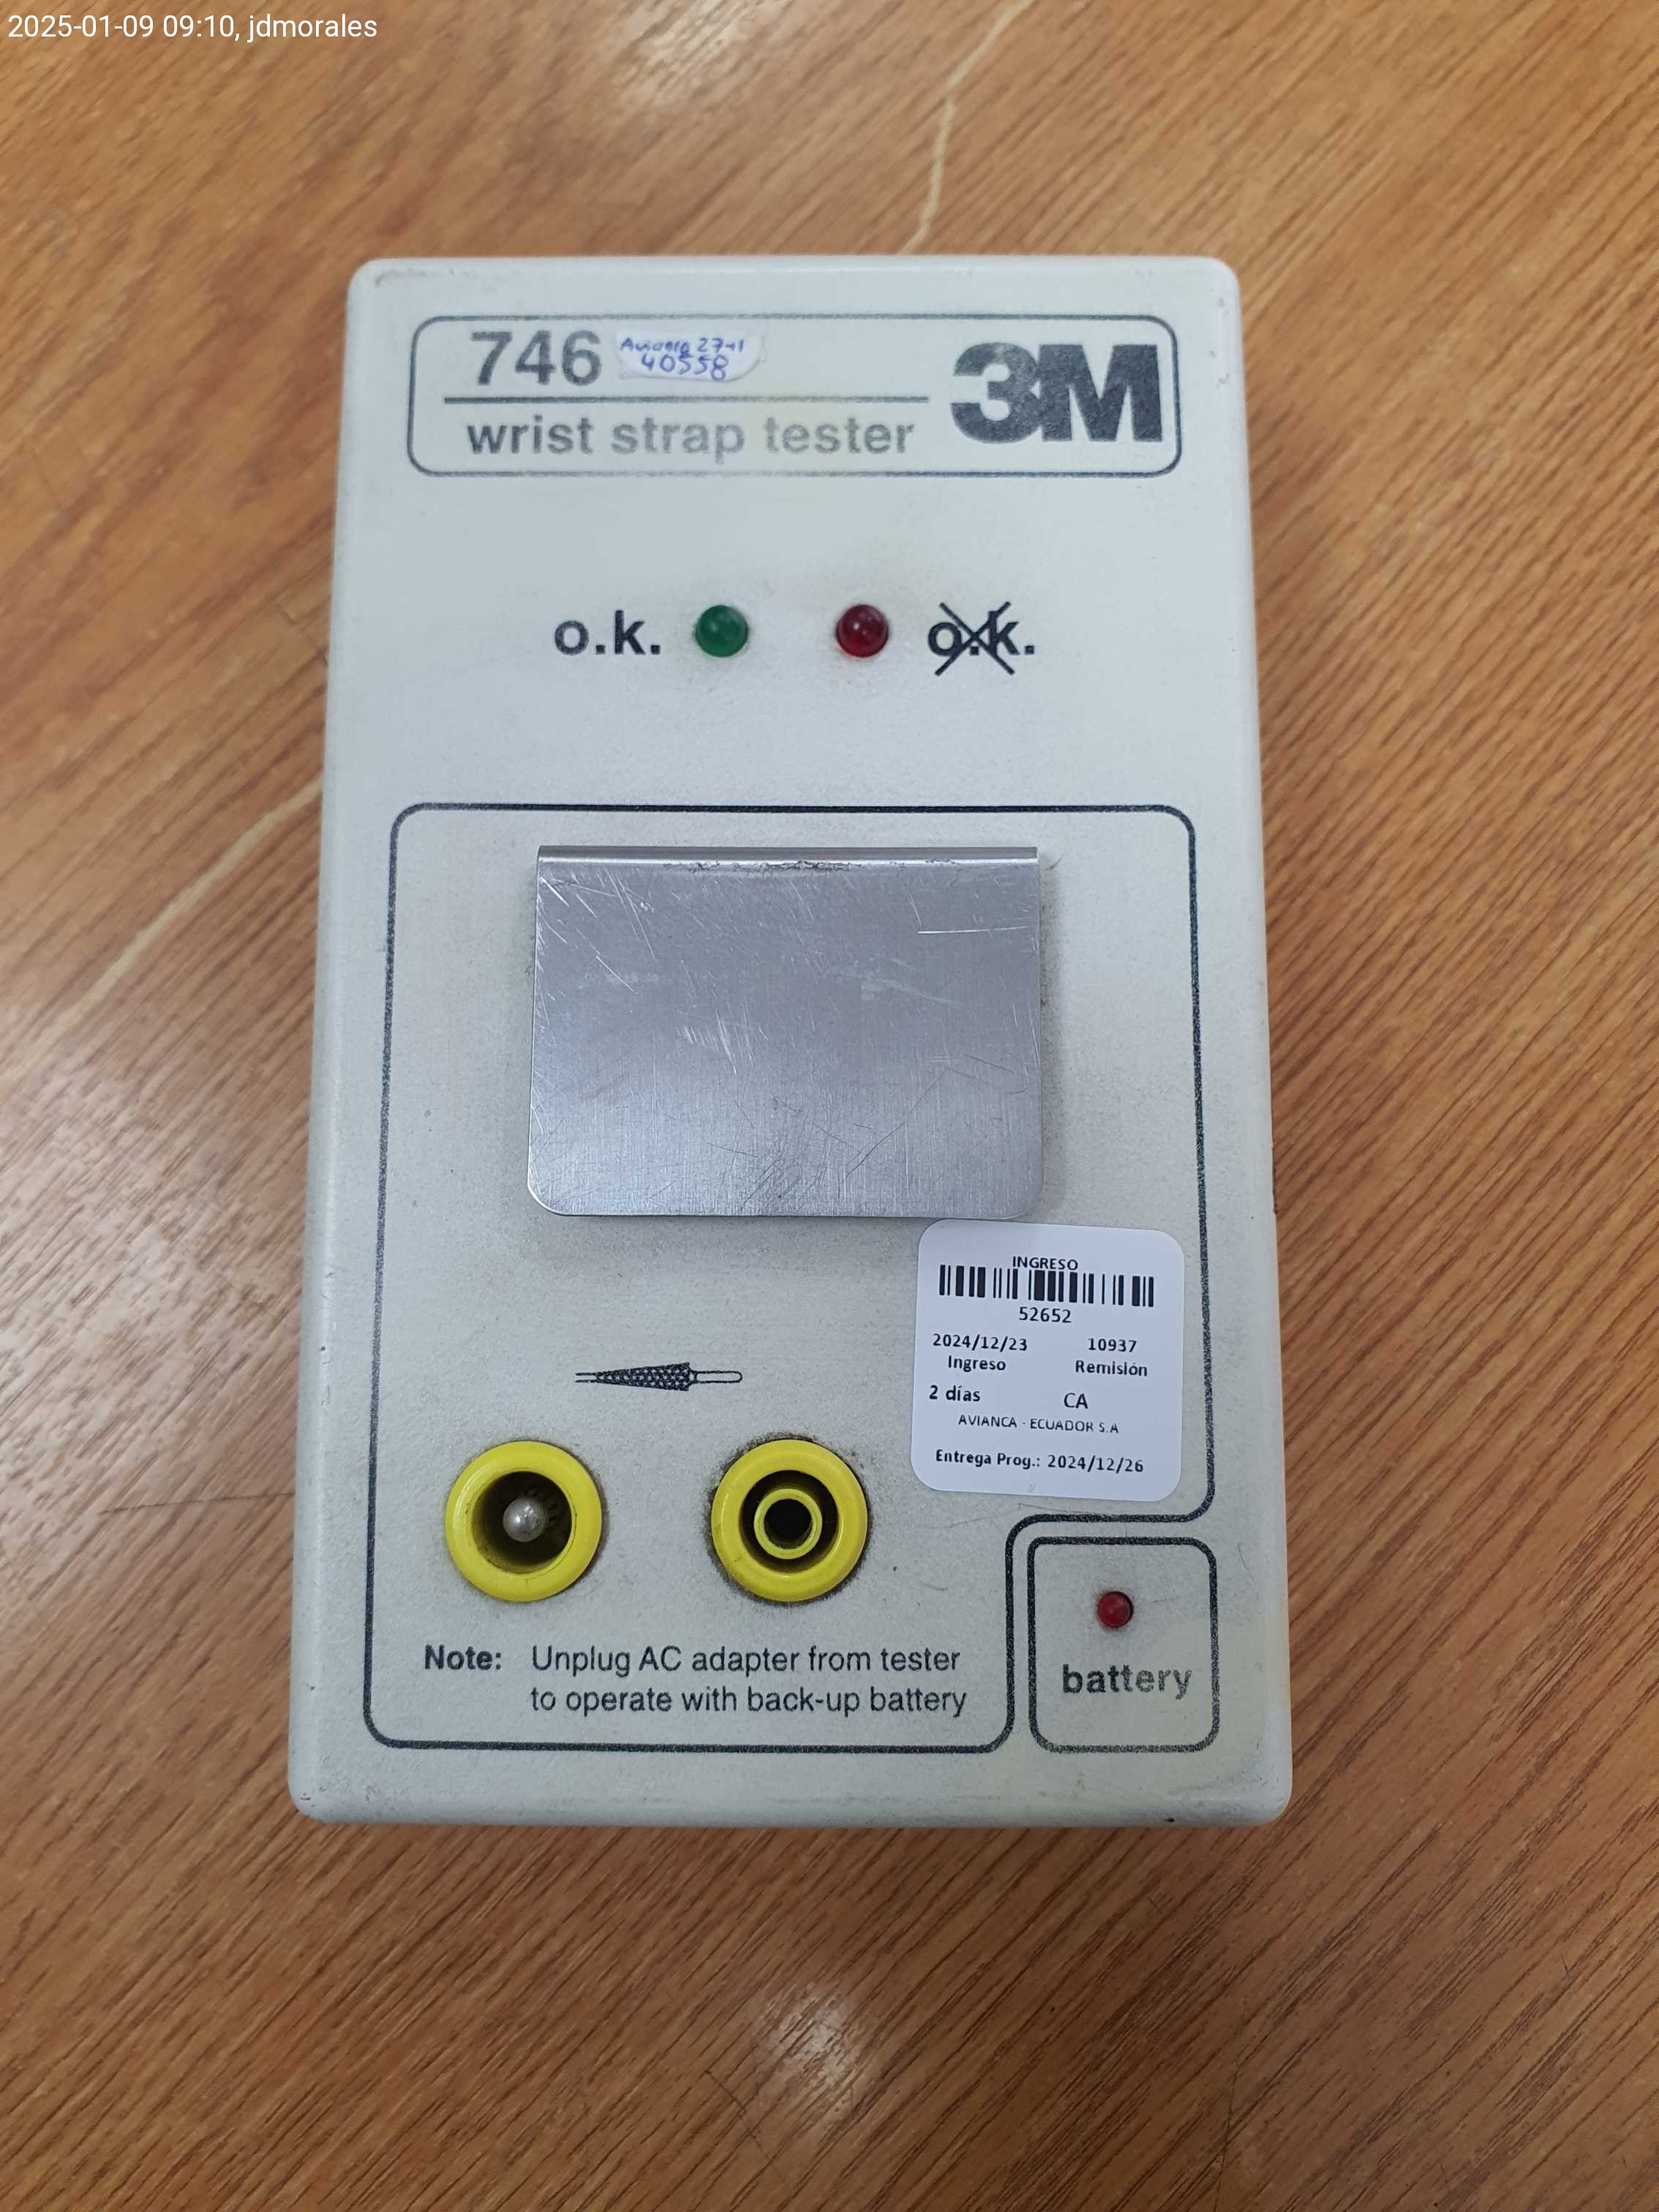 2025-01-09 09:10, jdmorales
746
40558
3M
wrist strap tester
o.k.
o.k.
INGRESO
52652
2024/12/23 10937
Ingreso Remisión
2 días CA
AVIANCA - ECUADOR S.A
Entrega Prog.: 2024/12/26
Note: Unplug AC adapter from tester
to operate with back-up battery
battery